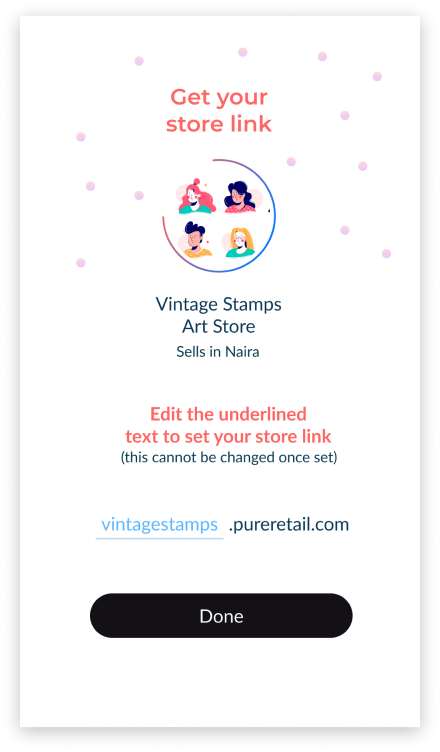 Get your
store link
Vintage Stamps
Art Store
Sells in Naira
Edit the underlined
text to set your store link
(this cannot be changed once set)
vintagestamps .pureretail.com
Done